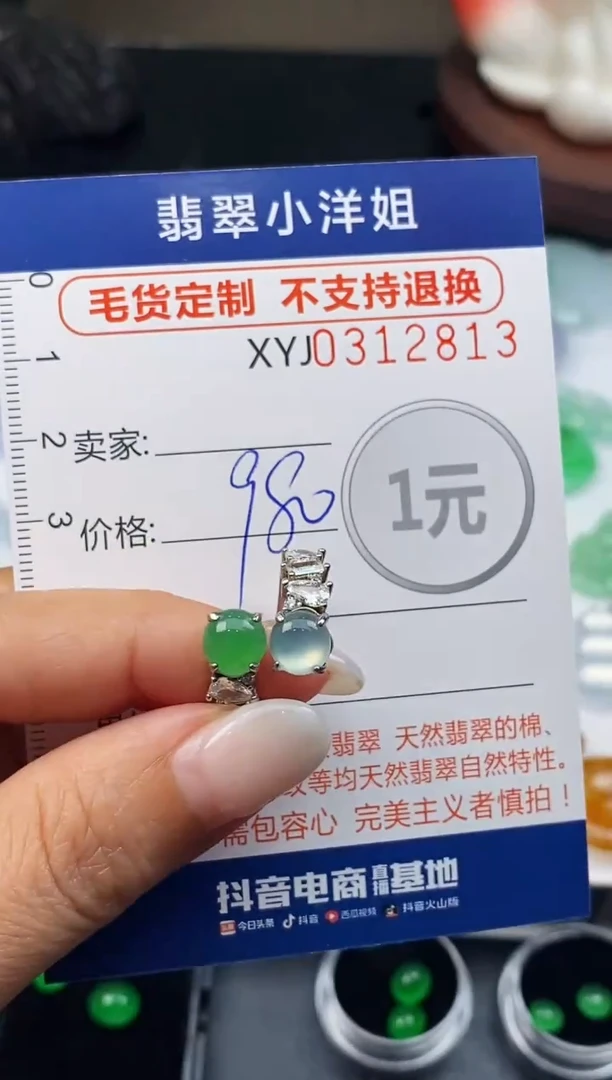 翡翠小洋姐
毛货定制 不支持退换
XYJ0312813
0
1
2
3
卖家:
1元
价格: 980
翡翠 天然翡翠的棉、
等均天然翡翠自然特性。
需包容心 完美主义者慎拍!
抖音电商直播基地
头条 今日头条 抖音 西瓜视频 抖音火山版